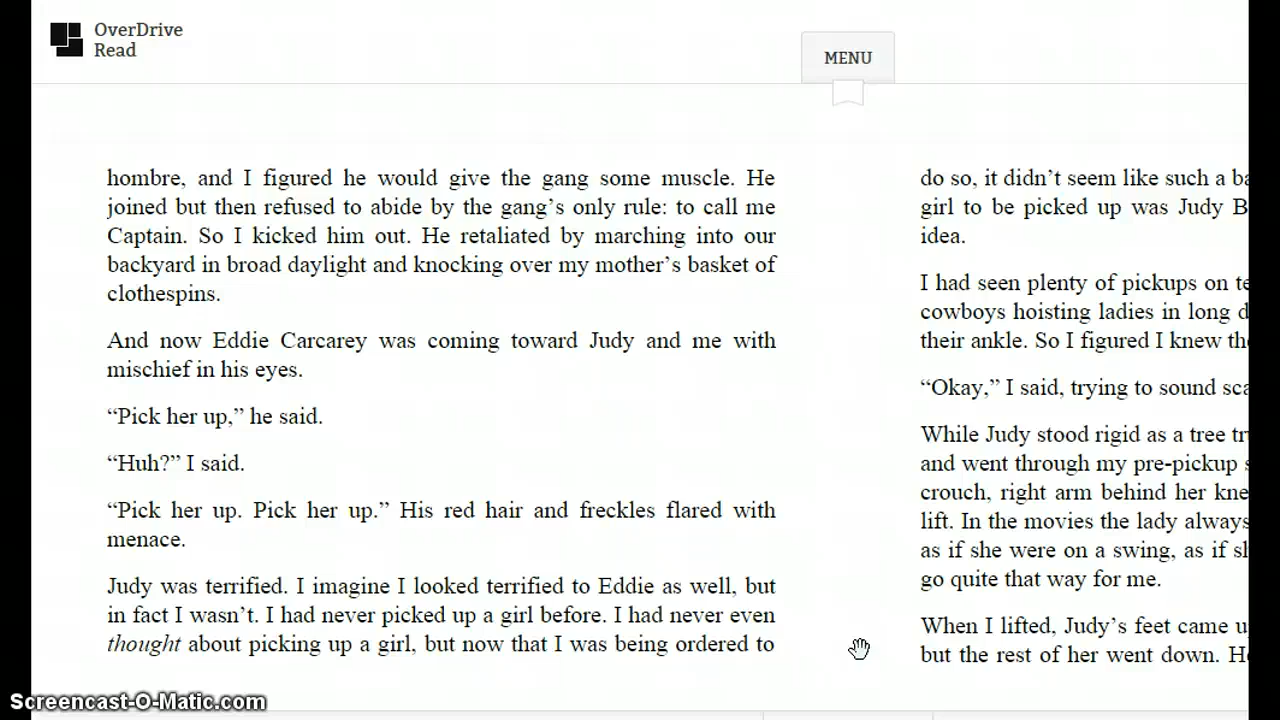 OverDrive
Read
MENU
hombre, and I figured he would give the gang some muscle. He
joined but then refused to abide by the gang’s only rule: to call me
Captain. So I kicked him out. He retaliated by marching into our
backyard in broad daylight and knocking over my mother’s basket of
clothespins.
And now Eddie Carcarey was coming toward Judy and me with
mischief in his eyes.
“Pick her up,” he said.
“Huh?” I said.
“Pick her up. Pick her up.” His red hair and freckles flared with
menace.
Judy was terrified. I imagine I looked terrified to Eddie as well, but
in fact I wasn’t. I had never picked up a girl before. I had never even
thought about picking up a girl, but now that I was being ordered to
do so, it didn’t seem like such a
girl to be picked up was Judy
idea.
I had seen plenty of pickups on
cowboys hoisting ladies in long
their ankle. So I figured I knew
“Okay,” I said, trying to sound
While Judy stood rigid as a tree
and went through my pre-pickup
crouch, right arm behind her
lift. In the movies the lady always
as if she were on a swing, as if
go quite that way for me.
When I lifted, Judy’s feet came
but the rest of her went down.
Screencast-O-Matic.com